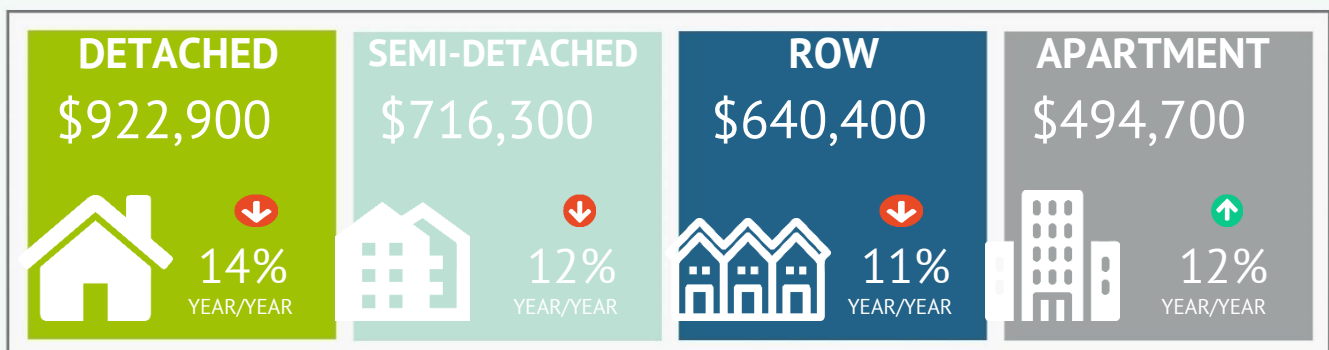 DETACHED
$922,900
14%
YEAR/YEAR
SEMI-DETACHED
$716,300
12%
YEAR/YEAR
ROW
$640,400
11%
YEAR/YEAR
APARTMENT
$494,700
12%
YEAR/YEAR